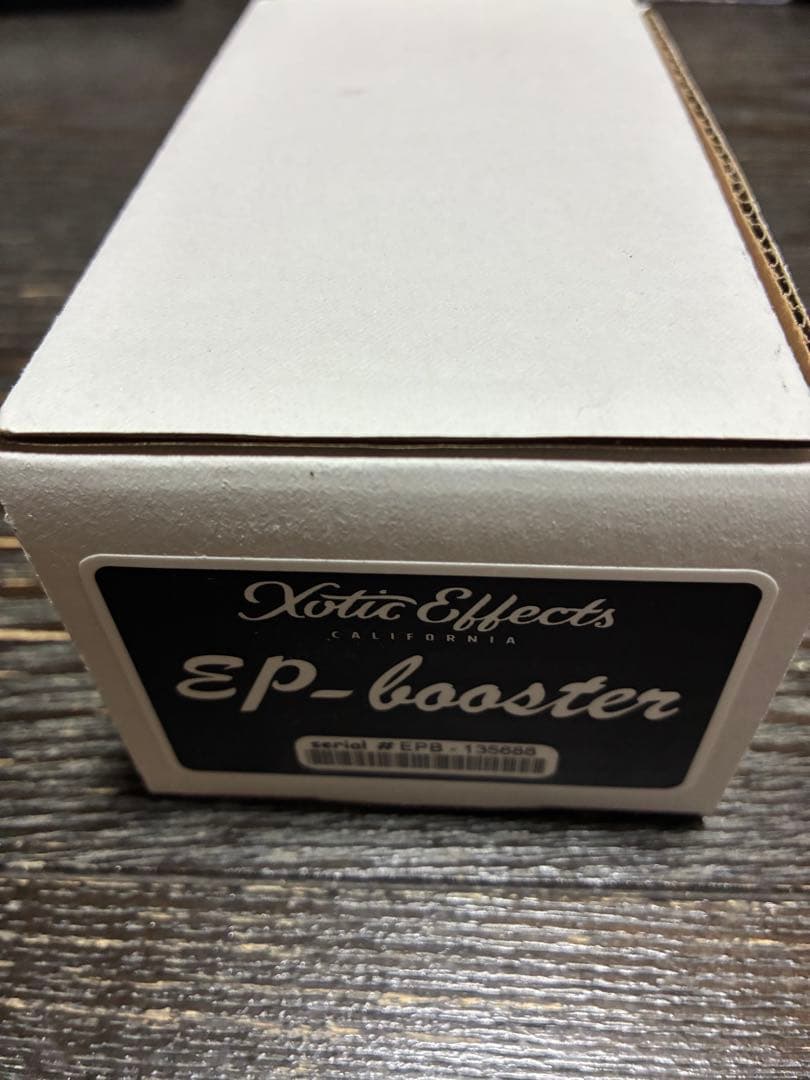 Xotic Effects
CALIFORNIA
EP-booster
serial # EPB - 135688